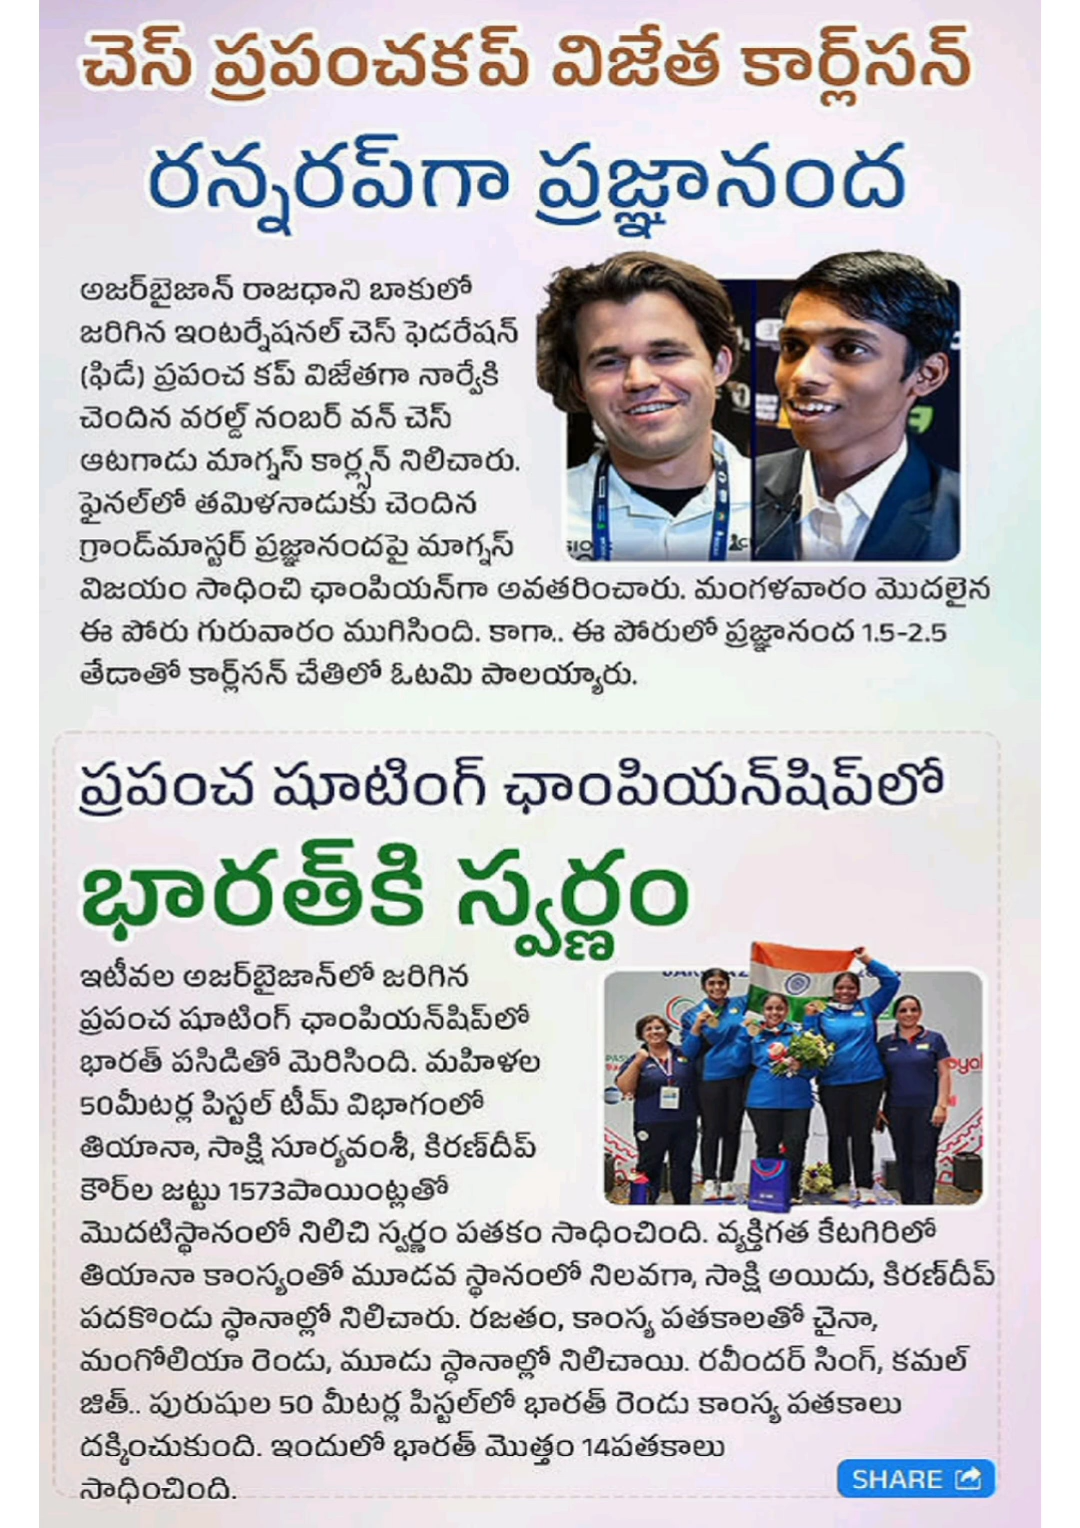 చెస్ ప్రపంచకప్ విజేత కార్ల్‌సన్
రన్నరప్‌గా ప్రజ్ఞానంద
అజర్‌బైజాన్ రాజధాని బాకులో
జరిగిన ఇంటర్నేషనల్ చెస్ ఫెడరేషన్
(ఫిడే) ప్రపంచ కప్ విజేతగా నార్వేకి
చెందిన వరల్డ్ నంబర్ వన్ చెస్
ఆటగాడు మాగ్నస్ కార్ల్సన్ నిలిచారు.
ఫైనల్‌లో తమిళనాడుకు చెందిన
గ్రాండ్‌మాస్టర్ ప్రజ్ఞానందపై మాగ్నస్
విజయం సాధించి ఛాంపియన్‌గా అవతరించారు. మంగళవారం మొదలైన
ఈ పోరు గురువారం ముగిసింది. కాగా.. ఈ పోరులో ప్రజ్ఞానంద 1.5-2.5
తేడాతో కార్ల్‌సన్ చేతిలో ఓటమి పాలయ్యారు.
ప్రపంచ షూటింగ్ ఛాంపియన్‌షిప్‌లో
భారత్‌కి స్వర్ణం
ఇటీవల అజర్‌బైజాన్‌లో జరిగిన
ప్రపంచ షూటింగ్ ఛాంపియన్‌షిప్‌లో
భారత్ పసిడితో మెరిసింది. మహిళల
50మీటర్ల పిస్టల్ టీమ్ విభాగంలో
తియానా, సాక్షి సూర్యవంశీ, కిరణ్‌దీప్
కౌర్‌ల జట్టు 1573పాయింట్లతో
మొదటిస్థానంలో నిలిచి స్వర్ణం పతకం సాధించింది. వ్యక్తిగత కేటగిరిలో
తియానా కాంస్యంతో మూడవ స్థానంలో నిలవగా, సాక్షి అయిదు, కిరణ్‌దీప్
పదకొండు స్థానాల్లో నిలిచారు. రజతం, కాంస్య పతకాలతో చైనా,
మంగోలియా రెండు, మూడు స్థానాల్లో నిలిచాయి. రవీందర్ సింగ్, కమల్
జీత్.. పురుషుల 50 మీటర్ల పిస్టల్‌లో భారత్ రెండు కాంస్య పతకాలు
దక్కించుకుంది. ఇందులో భారత్ మొత్తం 14పతకాలు
సాధించింది.
SHARE